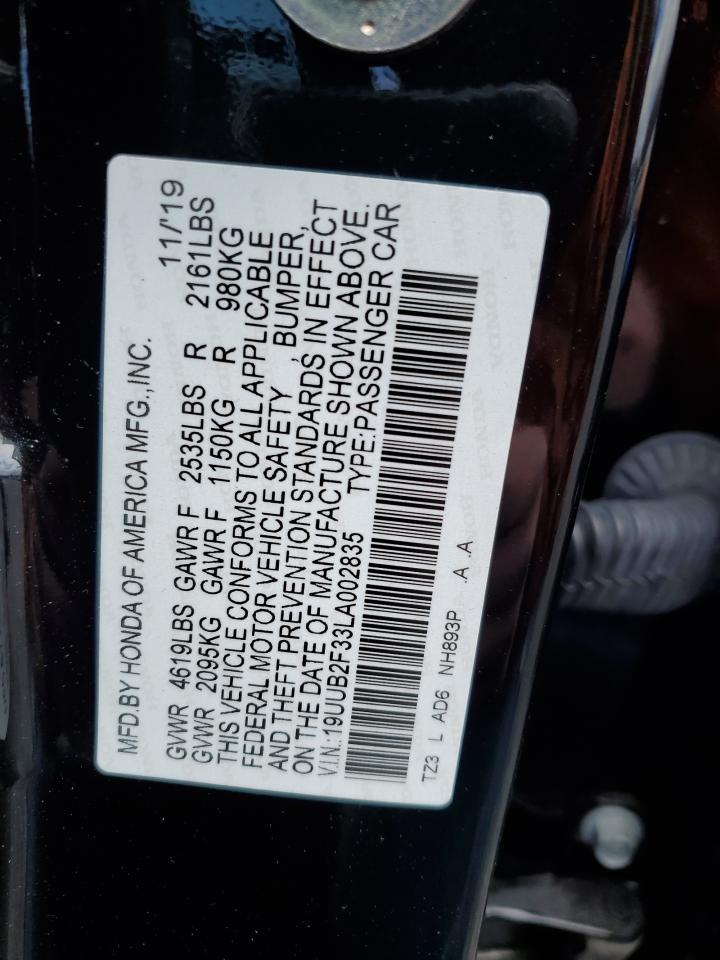 MFD.BY HONDA OF AMERICA MFG.,INC.
11/'19
GVWR 4619LBS GAWR F 2535LBS R 2161LBS
GVWR 2095KG GAWR F 1150KG R 980KG
THIS VEHICLE CONFORMS TO ALL APPLICABLE
FEDERAL MOTOR VEHICLE SAFETY , BUMPER,
AND THEFT PREVENTION STANDARDS IN EFFECT
ON THE DATE OF MANUFACTURE SHOWN ABOVE.
V.I.N.:19UUB2F33LA002835 TYPE:PASSENGER CAR
TZ3 L AD6 NH893P .A .A